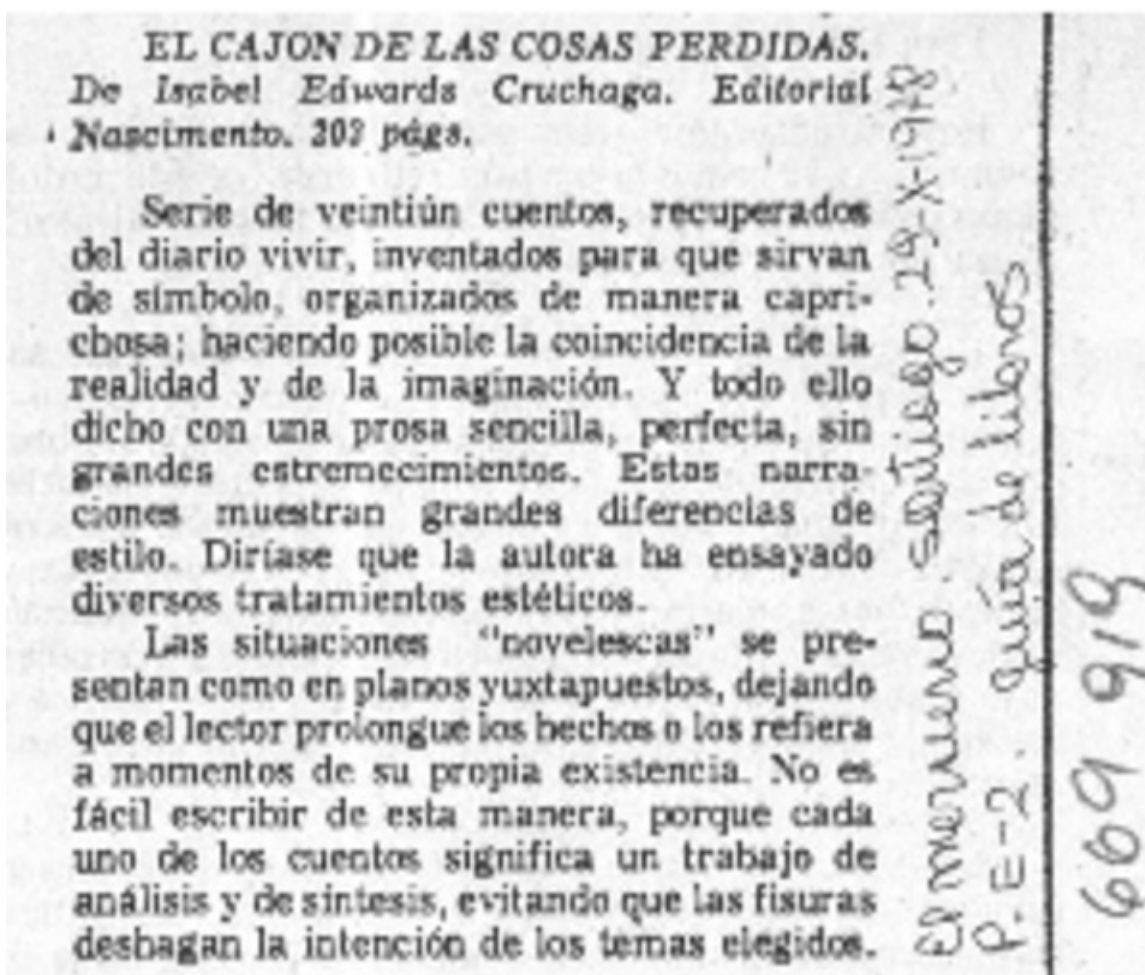 EL CAJON DE LAS COSAS PERDIDAS.
De Isabel Edwards Cruchaga. Editorial
Nascimento. 203 págs.
Serie de veintiún cuentos, recuperados
del diario vivir, inventados para que sirvan
de símbolo, organizados de manera capri-
chosa; haciendo posible la coincidencia de la
realidad y de la imaginación. Y todo ello
dicho con una prosa sencilla, perfecta, sin
grandes estremecimientos. Estas narra-
ciones muestran grandes diferencias de
estilo. Diríase que la autora ha ensayado
diversos tratamientos estéticos.
Las situaciones "novelescas" se pre-
sentan como en planos yuxtapuestos, dejando
que el lector prolongue los hechos o los refiera
a momentos de su propia existencia. No es
fácil escribir de esta manera, porque cada
uno de los cuentos significa un trabajo de
análisis y de síntesis, evitando que las fisuras
deshagan la intención de los temas elegidos.
El mercurio. Santiago. 29-X-1978
P. E-2. guía de libros
669 919